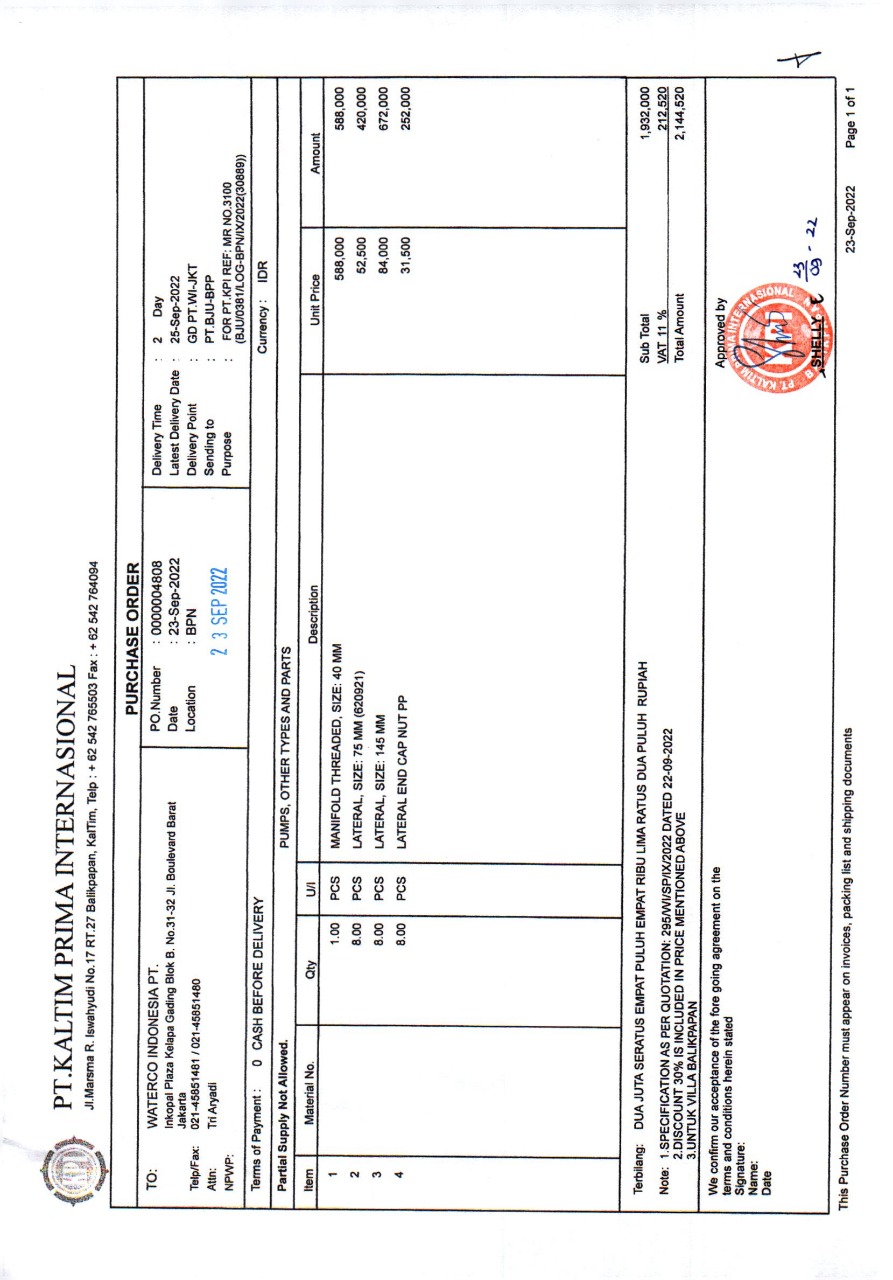 PT.KALTIM PRIMA INTERNASIONAL
Jl.Marsma R. Iswahyudi No.17 RT.27 Balikpapan, KalTim, Telp : + 62 542 765503 Fax : + 62 542 764094
PURCHASE ORDER
TO: WATERCO INDONESIA PT.
Inkopal Plaza Kelapa Gading Blok B. No.31-32 Jl. Boulevard Barat
Jakarta
Telp/Fax: 021-45851481 / 021-45851480
Attn: Tri Aryadi
NPWP:
PO.Number : 0000004808
Date : 23-Sep-2022
Location : BPN
2 3 SEP 2022
Delivery Time : 2 Day
Latest Delivery Date : 25-Sep-2022
Delivery Point : GD PT.WI-JKT
Sending to : PT.BJU-BPP
Purpose : FOR PT.KPI REF: MR NO.3100
(BJU/0381/LOG-BPN/IX/2022(30889))
Terms of Payment : 0 CASH BEFORE DELIVERY Currency : IDR
Partial Supply Not Allowed. PUMPS, OTHER TYPES AND PARTS
Item Material No. Qty U/I Description Unit Price Amount
1 1.00 PCS MANIFOLD THREADED, SIZE: 40 MM 588,000 588,000
2 8.00 PCS LATERAL, SIZE: 75 MM (620921) 52,500 420,000
3 8.00 PCS LATERAL, SIZE: 145 MM 84,000 672,000
4 8.00 PCS LATERAL END CAP NUT PP 31,500 252,000
Terbilang: DUA JUTA SERATUS EMPAT PULUH EMPAT RIBU LIMA RATUS DUA PULUH RUPIAH
Note: 1.SPECIFICATION AS PER QUOTATION: 295/WI/SP/IX/2022 DATED 22-09-2022
2.DISCOUNT 30% IS INCLUDED IN PRICE MENTIONED ABOVE
3.UNTUK VILLA BALIKPAPAN
Sub Total 1,932,000
VAT 11 % 212,520
Total Amount 2,144,520
We confirm our acceptance of the fore going agreement on the
terms and conditions herein stated
Signature:
Name:
Date
Approved by
KPI
SHELLY
23/09 - 22
This Purchase Order Number must appear on invoices, packing list and shipping documents
23-Sep-2022 Page 1 of 1